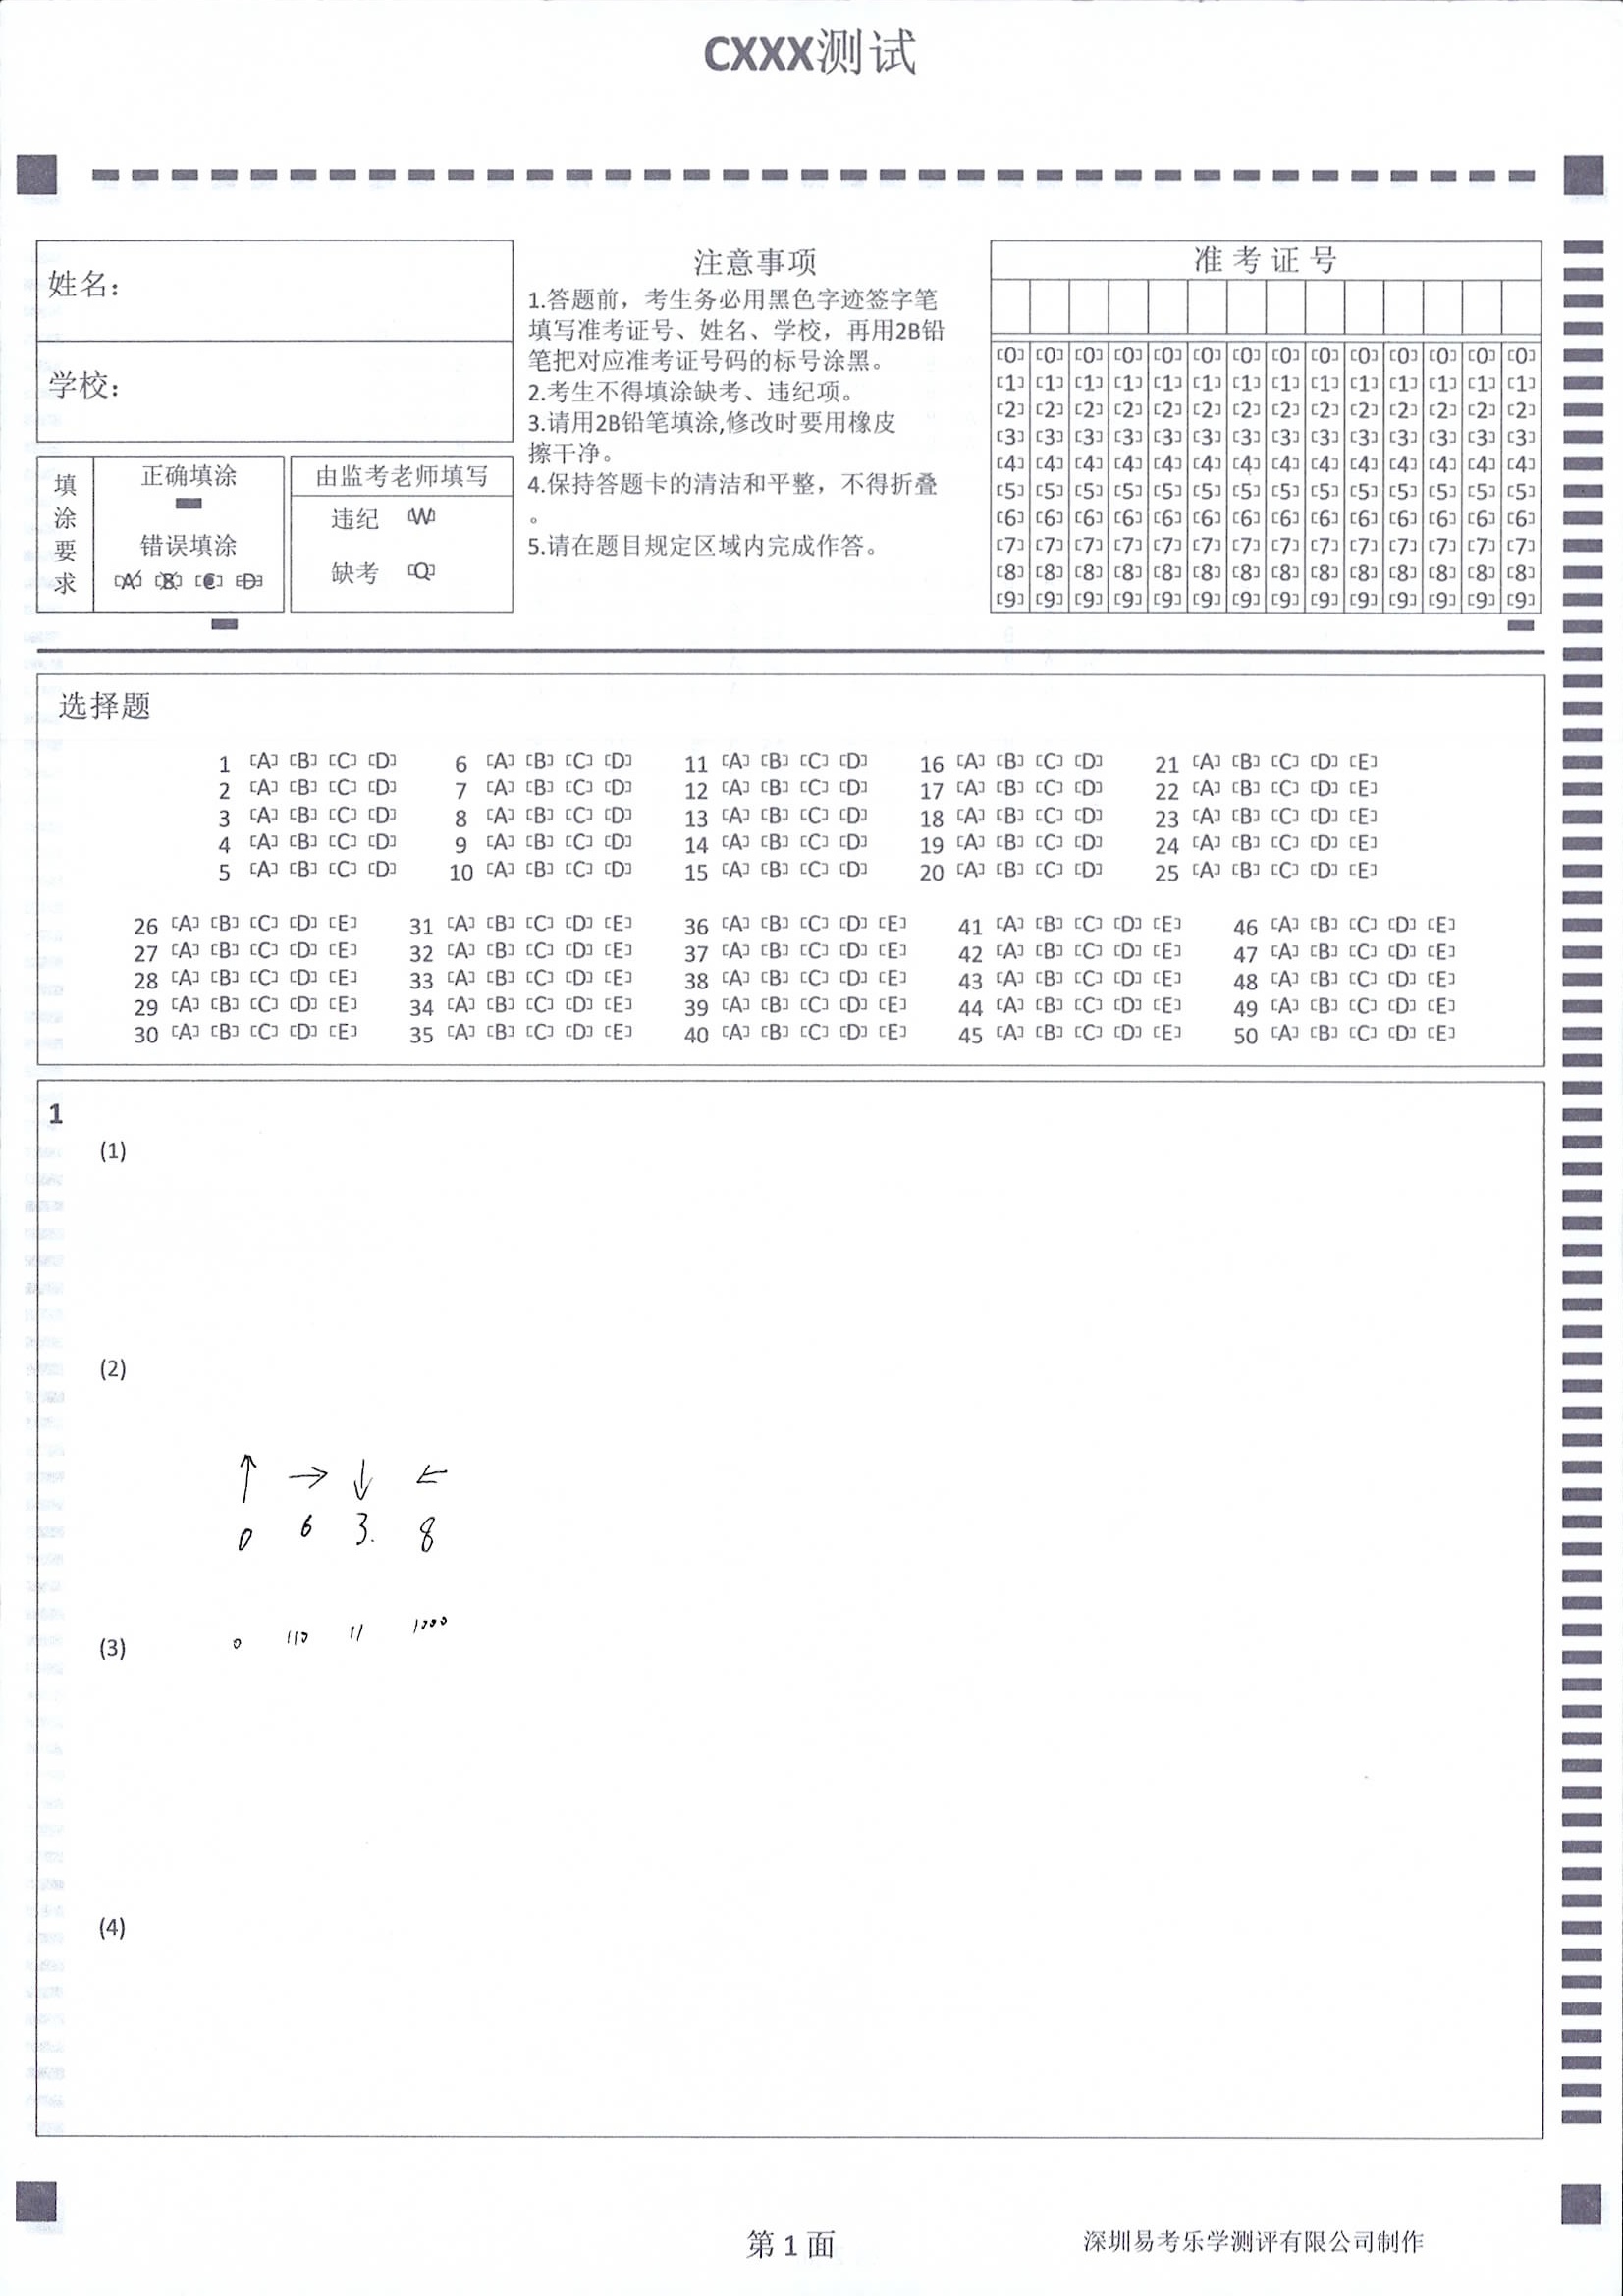 CXXX测试
姓名：
学校：
填涂要求
正确填涂
错误填涂
[A] [B] [C] [D]
由监考老师填写
违纪 [W]
缺考 [Q]
注意事项
1.答题前，考生务必用黑色字迹签字笔
填写准考证号、姓名、学校，再用2B铅
笔把对应准考证号码的标号涂黑。
2.考生不得填涂缺考、违纪项。
3.请用2B铅笔填涂,修改时要用橡皮
擦干净。
4.保持答题卡的清洁和平整，不得折叠
。
5.请在题目规定区域内完成作答。
准考证号
[0] [0] [0] [0] [0] [0] [0] [0] [0] [0] [0] [0] [0] [0]
[1] [1] [1] [1] [1] [1] [1] [1] [1] [1] [1] [1] [1] [1]
[2] [2] [2] [2] [2] [2] [2] [2] [2] [2] [2] [2] [2] [2]
[3] [3] [3] [3] [3] [3] [3] [3] [3] [3] [3] [3] [3] [3]
[4] [4] [4] [4] [4] [4] [4] [4] [4] [4] [4] [4] [4] [4]
[5] [5] [5] [5] [5] [5] [5] [5] [5] [5] [5] [5] [5] [5]
[6] [6] [6] [6] [6] [6] [6] [6] [6] [6] [6] [6] [6] [6]
[7] [7] [7] [7] [7] [7] [7] [7] [7] [7] [7] [7] [7] [7]
[8] [8] [8] [8] [8] [8] [8] [8] [8] [8] [8] [8] [8] [8]
[9] [9] [9] [9] [9] [9] [9] [9] [9] [9] [9] [9] [9] [9]
选择题
1 [A] [B] [C] [D] 6 [A] [B] [C] [D] 11 [A] [B] [C] [D] 16 [A] [B] [C] [D] 21 [A] [B] [C] [D] [E]
2 [A] [B] [C] [D] 7 [A] [B] [C] [D] 12 [A] [B] [C] [D] 17 [A] [B] [C] [D] 22 [A] [B] [C] [D] [E]
3 [A] [B] [C] [D] 8 [A] [B] [C] [D] 13 [A] [B] [C] [D] 18 [A] [B] [C] [D] 23 [A] [B] [C] [D] [E]
4 [A] [B] [C] [D] 9 [A] [B] [C] [D] 14 [A] [B] [C] [D] 19 [A] [B] [C] [D] 24 [A] [B] [C] [D] [E]
5 [A] [B] [C] [D] 10 [A] [B] [C] [D] 15 [A] [B] [C] [D] 20 [A] [B] [C] [D] 25 [A] [B] [C] [D] [E]
26 [A] [B] [C] [D] [E] 31 [A] [B] [C] [D] [E] 36 [A] [B] [C] [D] [E] 41 [A] [B] [C] [D] [E] 46 [A] [B] [C] [D] [E]
27 [A] [B] [C] [D] [E] 32 [A] [B] [C] [D] [E] 37 [A] [B] [C] [D] [E] 42 [A] [B] [C] [D] [E] 47 [A] [B] [C] [D] [E]
28 [A] [B] [C] [D] [E] 33 [A] [B] [C] [D] [E] 38 [A] [B] [C] [D] [E] 43 [A] [B] [C] [D] [E] 48 [A] [B] [C] [D] [E]
29 [A] [B] [C] [D] [E] 34 [A] [B] [C] [D] [E] 39 [A] [B] [C] [D] [E] 44 [A] [B] [C] [D] [E] 49 [A] [B] [C] [D] [E]
30 [A] [B] [C] [D] [E] 35 [A] [B] [C] [D] [E] 40 [A] [B] [C] [D] [E] 45 [A] [B] [C] [D] [E] 50 [A] [B] [C] [D] [E]
1
(1)
(2)
↑ → ↓ ←
0 6 3. 8
0 110 11 1000
(3)
(4)
第 1 面
深圳易考乐学测评有限公司制作